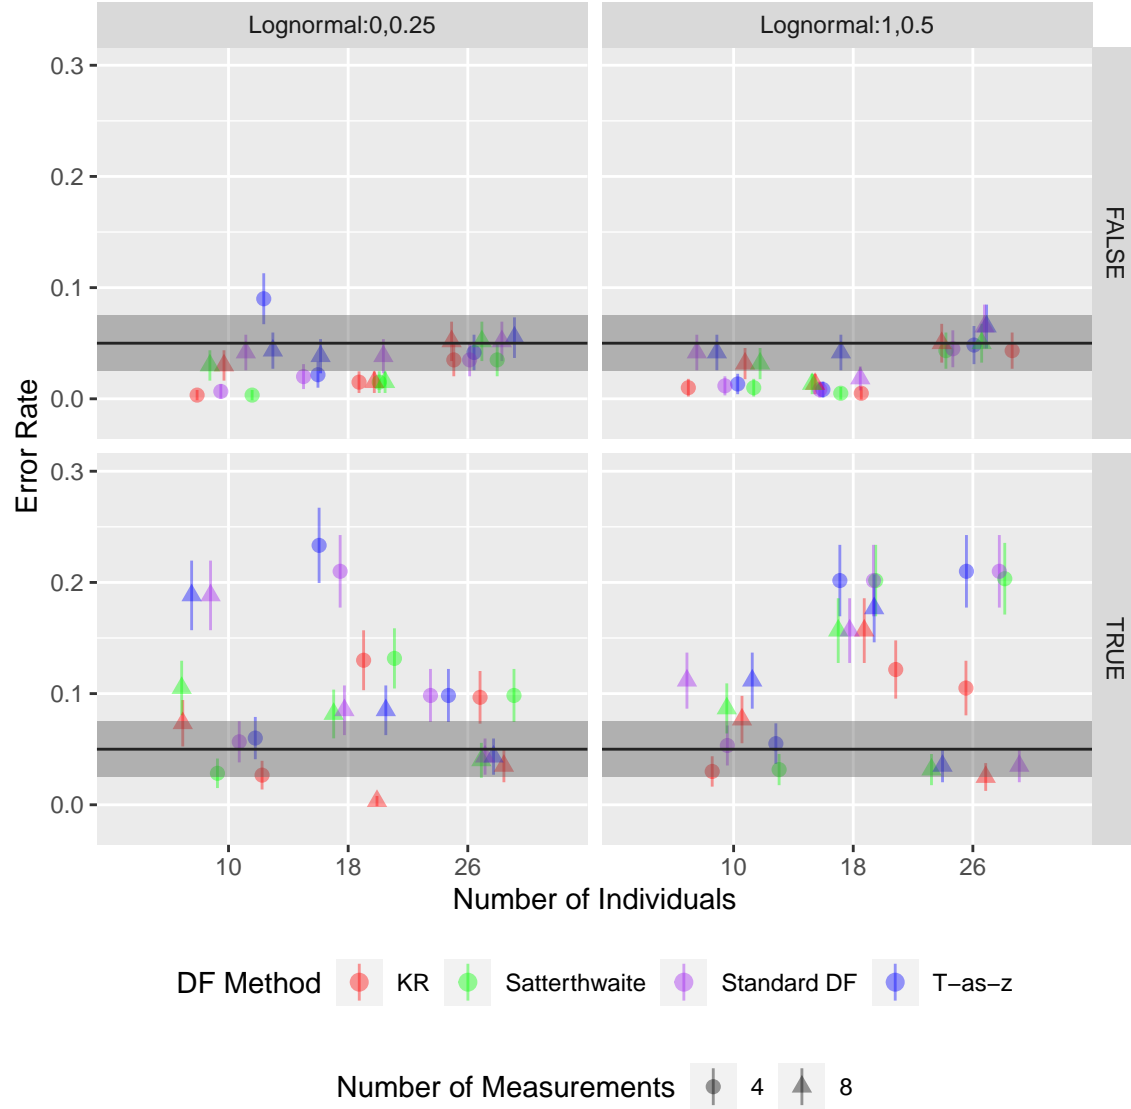 Lognormal:0,0.25
Lognormal:1,0.5
0.3
0.2
0.1
0.0
FALSE
0.3
0.2
0.1
0.0
TRUE
Error Rate
10
18
26
10
18
26
Number of Individuals
DF Method
KR
Satterthwaite
Standard DF
T−as−z
Number of Measurements
4
8